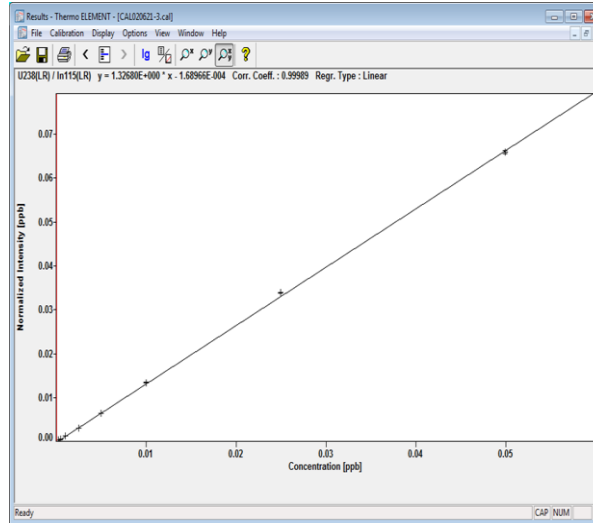 Results - Thermo ELEMENT - [CAL020621-3.cal]
File Calibration Display Options View Window Help
lg
U238(LR) / In115(LR) y = 1.32680E+000 * x - 1.68966E-004 Corr. Coeff. : 0.99989 Regr. Type : Linear
0.07
0.06
0.05
0.04
0.03
0.02
0.01
0.00
Normalized Intensity [ppb]
0.01 0.02 0.03 0.04 0.05
Concentration [ppb]
Ready CAP NUM